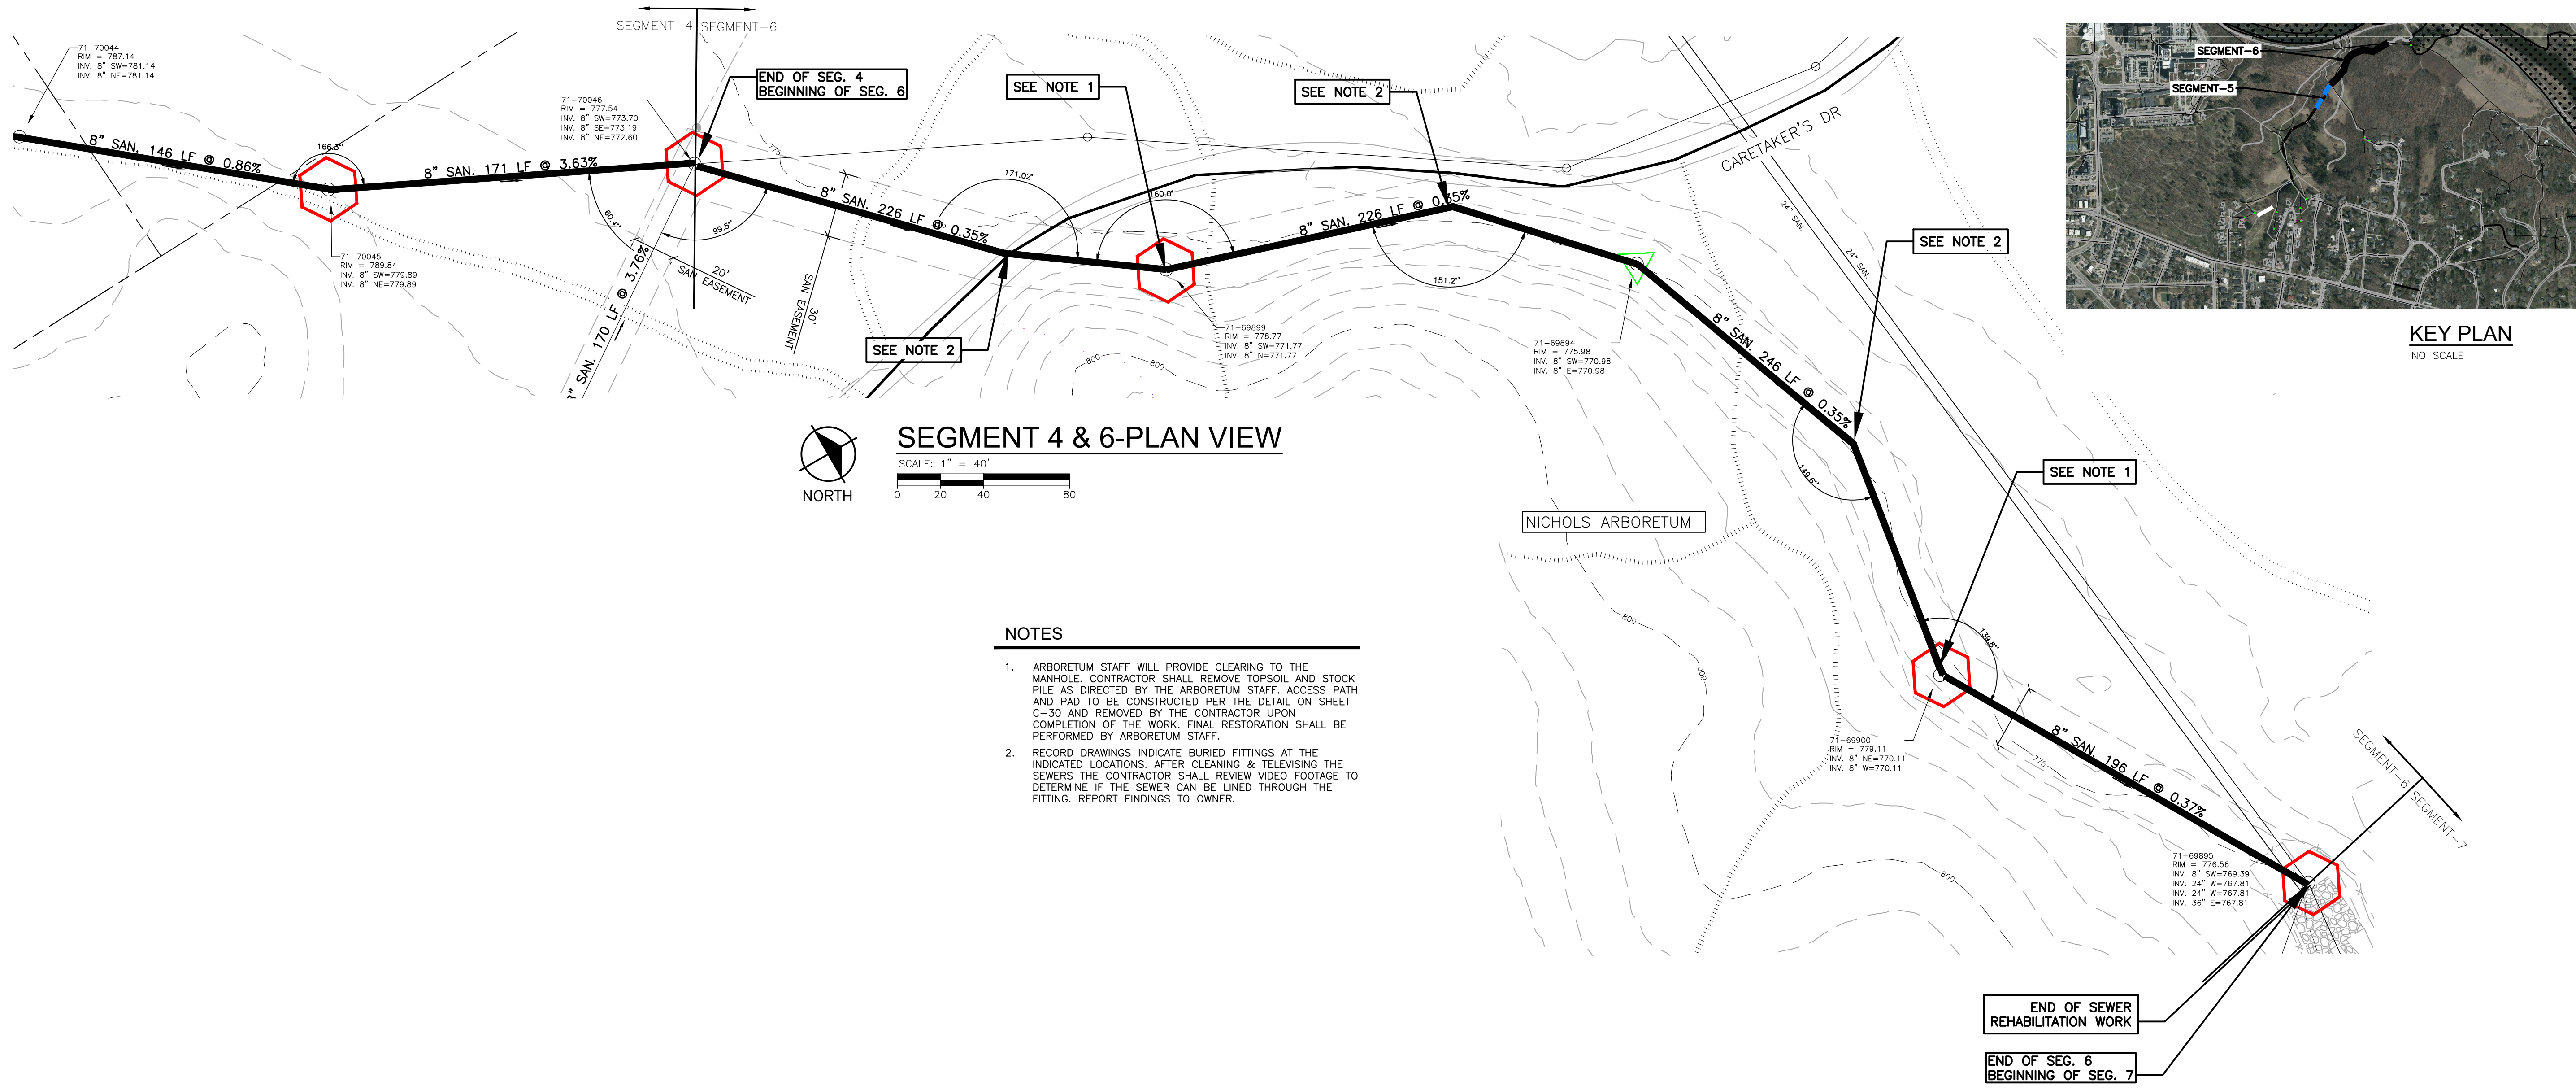 SEGMENT-4 SEGMENT-6
71-70044
RIM = 787.14
INV. 8" SW=781.14
INV. 8" NE=781.14
8" SAN. 146 LF @ 0.86%
166.3°
71-70045
RIM = 789.84
INV. 8" SW=779.89
INV. 8" NE=779.89
8" SAN. 171 LF @ 3.63%
71-70046
RIM = 777.54
INV. 8" SW=773.70
INV. 8" SE=773.19
INV. 8" NE=772.60
END OF SEG. 4
BEGINNING OF SEG. 6
775
60.4°
99.5°
8" SAN. 170 LF @ 3.76%
20'
SAN EASEMENT
30'
SAN EASEMENT
8" SAN. 226 LF @ 0.35%
SEE NOTE 2
171.02°
SEE NOTE 1
160.0°
71-69899
RIM = 778.77
INV. 8" SW=771.77
INV. 8" N=771.77
800
800
8" SAN. 226 LF @ 0.35%
SEE NOTE 2
151.2°
71-69894
RIM = 775.98
INV. 8" SW=770.98
INV. 8" E=770.98
CARETAKER'S DR
24" SAN.
24" SAN.
8" SAN. 246 LF @ 0.35%
SEE NOTE 2
149.6°
SEE NOTE 1
139.8°
NICHOLS ARBORETUM
800
800
800
71-69900
RIM = 779.11
INV. 8" NE=770.11
INV. 8" W=770.11
775
8" SAN. 196 LF @ 0.37%
SEGMENT-6 SEGMENT-7
71-69895
RIM = 776.56
INV. 8" SW=769.39
INV. 24" W=767.81
INV. 24" W=767.81
INV. 36" E=767.81
END OF SEWER
REHABILITATION WORK
END OF SEG. 6
BEGINNING OF SEG. 7
SEGMENT-6
SEGMENT-5
KEY PLAN
NO SCALE
NORTH
SEGMENT 4 & 6-PLAN VIEW
SCALE: 1" = 40'
0 20 40 80
NOTES
1. ARBORETUM STAFF WILL PROVIDE CLEARING TO THE
MANHOLE. CONTRACTOR SHALL REMOVE TOPSOIL AND STOCK
PILE AS DIRECTED BY THE ARBORETUM STAFF. ACCESS PATH
AND PAD TO BE CONSTRUCTED PER THE DETAIL ON SHEET
C-30 AND REMOVED BY THE CONTRACTOR UPON
COMPLETION OF THE WORK. FINAL RESTORATION SHALL BE
PERFORMED BY ARBORETUM STAFF.
2. RECORD DRAWINGS INDICATE BURIED FITTINGS AT THE
INDICATED LOCATIONS. AFTER CLEANING & TELEVISING THE
SEWERS THE CONTRACTOR SHALL REVIEW VIDEO FOOTAGE TO
DETERMINE IF THE SEWER CAN BE LINED THROUGH THE
FITTING. REPORT FINDINGS TO OWNER.